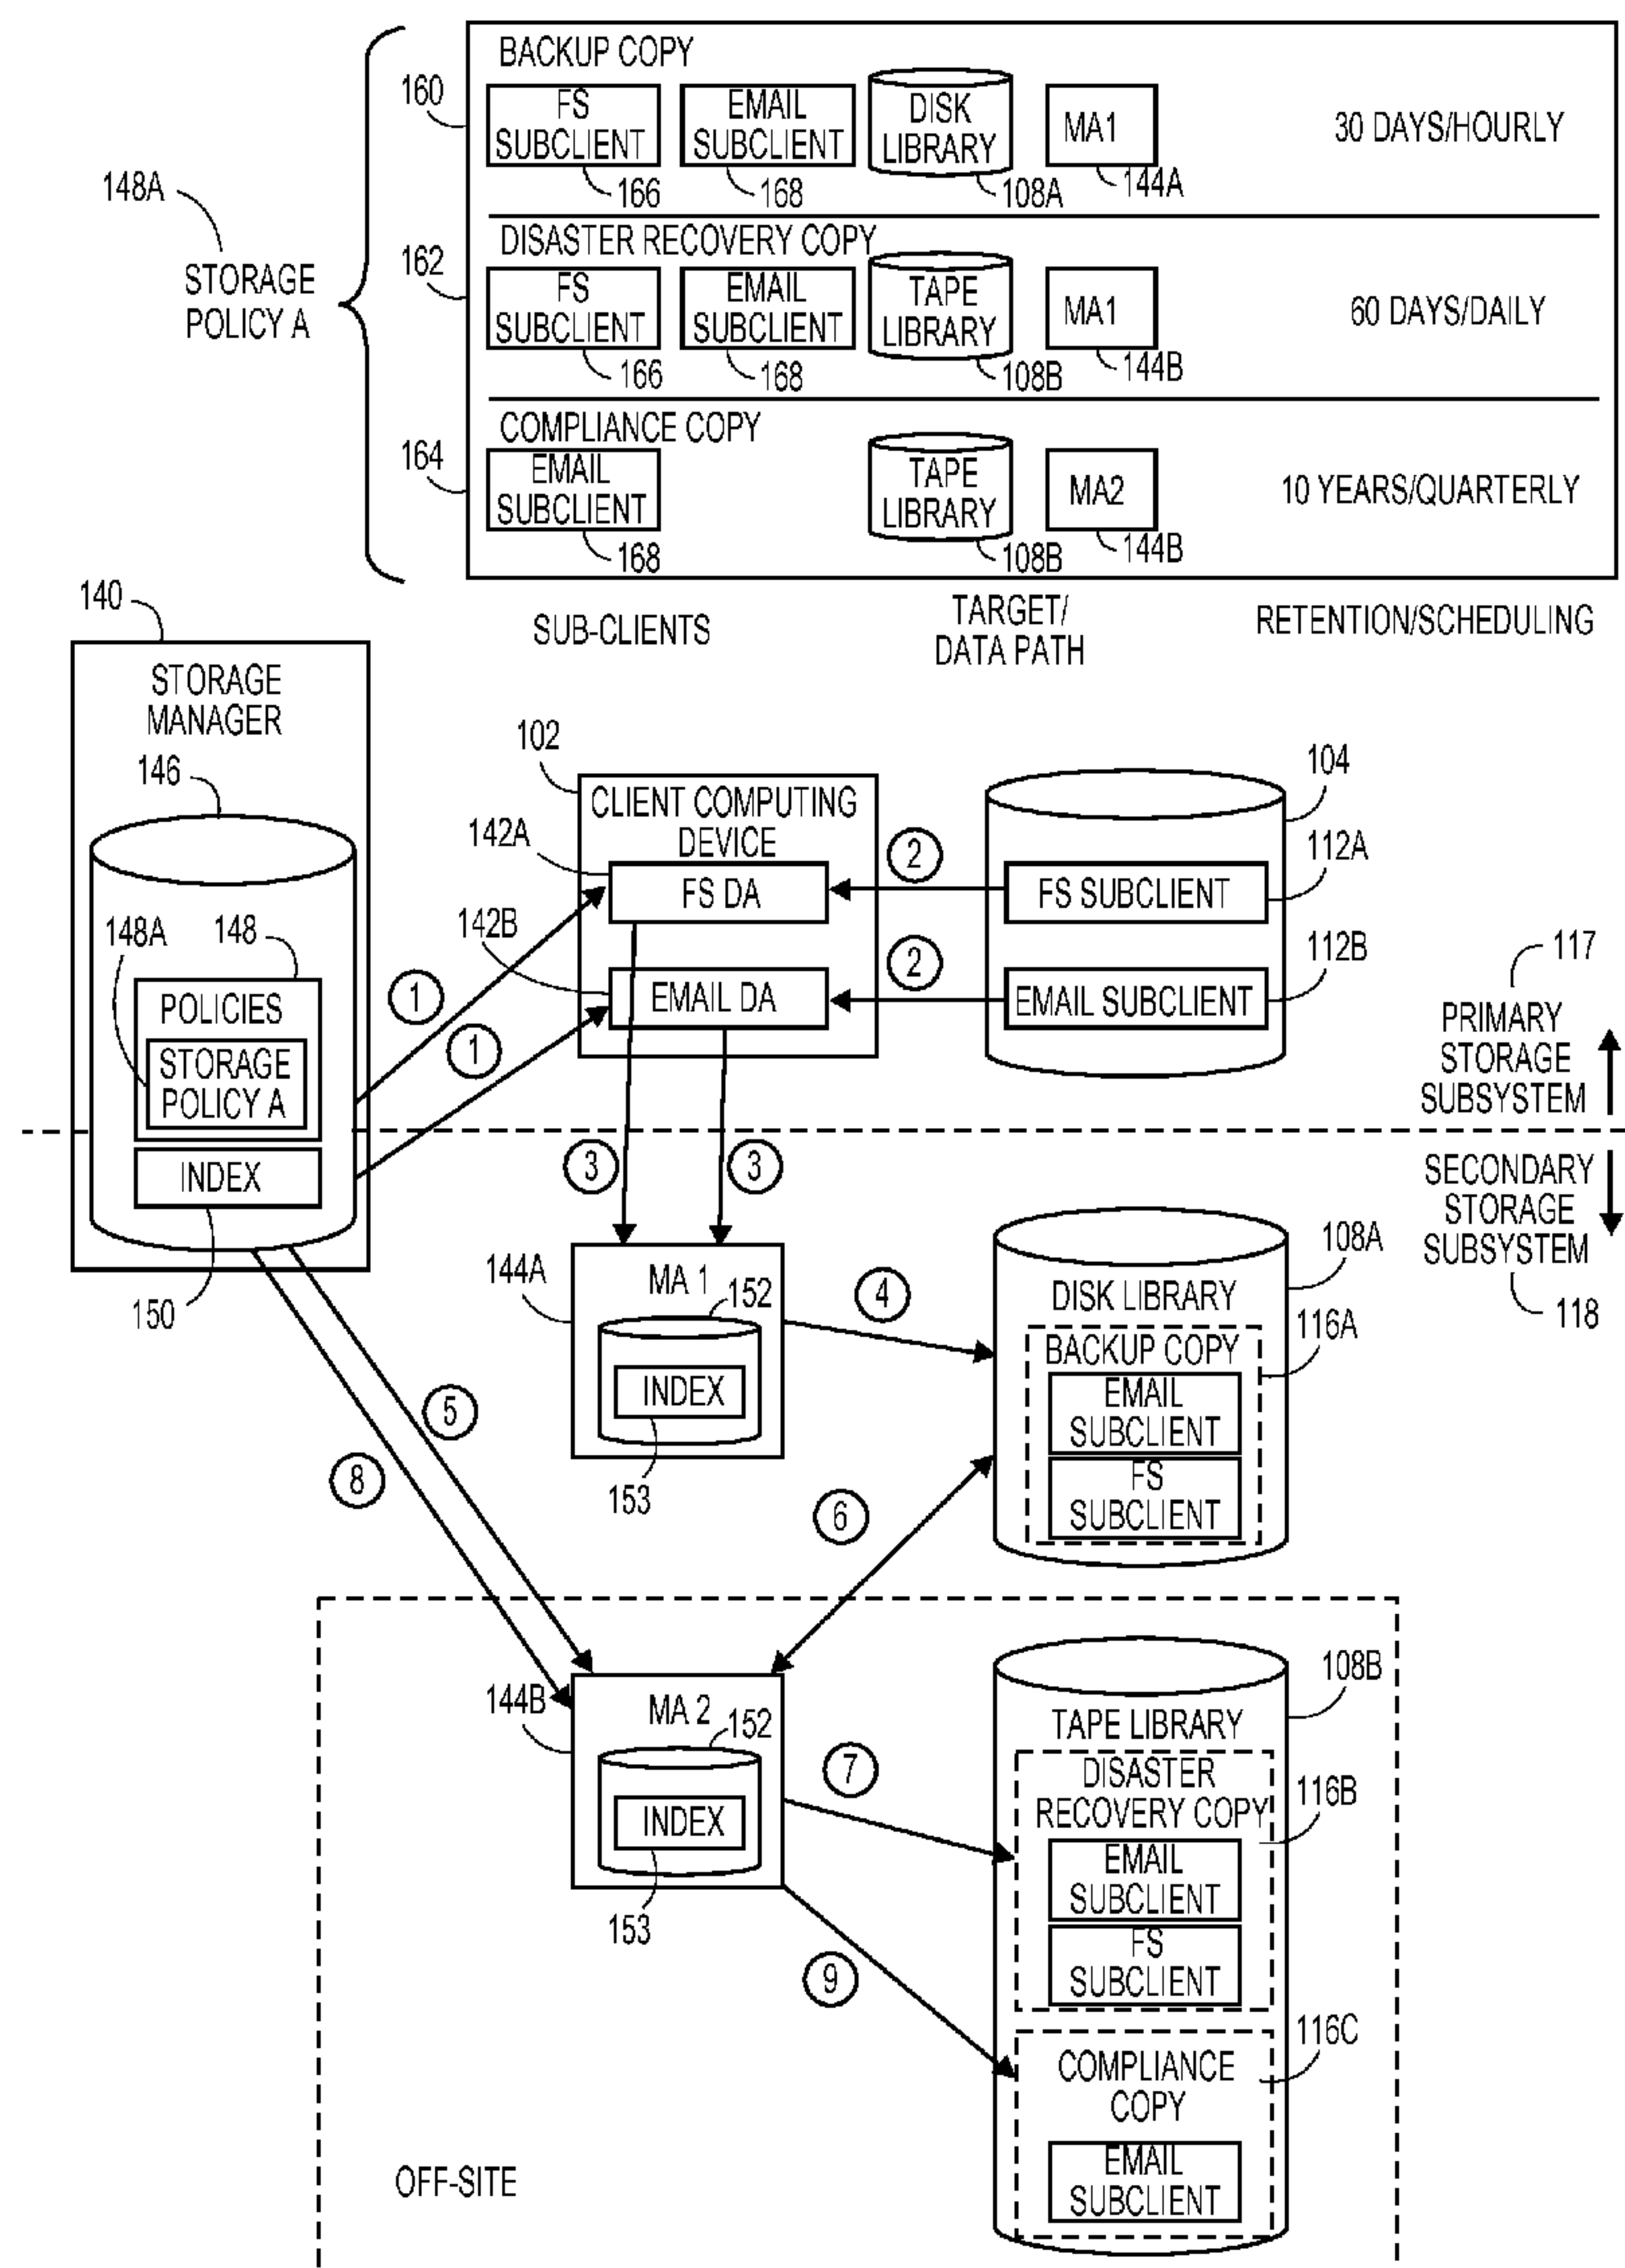 BACKUP COPY
160
FS
SUBCLIENT
166
EMAIL
SUBCLIENT
168
DISK
LIBRARY
108A
MA1
144A
30 DAYS/HOURLY
148A
STORAGE
POLICY A
DISASTER RECOVERY COPY
162
FS
SUBCLIENT
166
EMAIL
SUBCLIENT
168
TAPE
LIBRARY
108B
MA1
144B
60 DAYS/DAILY
COMPLIANCE COPY
164
EMAIL
SUBCLIENT
168
TAPE
LIBRARY
108B
MA2
144B
10 YEARS/QUARTERLY
SUB-CLIENTS
TARGET/
DATA PATH
RETENTION/SCHEDULING
140
STORAGE
MANAGER
146
148A
148
POLICIES
STORAGE
POLICY A
INDEX
150
102
CLIENT COMPUTING
DEVICE
142A
FS DA
142B
EMAIL DA
104
FS SUBCLIENT
112A
EMAIL SUBCLIENT
112B
1
1
2
2
117
PRIMARY
STORAGE
SUBSYSTEM
SECONDARY
STORAGE
SUBSYSTEM
118
3
3
144A
MA 1
152
INDEX
153
4
DISK LIBRARY
108A
BACKUP COPY
116A
EMAIL
SUBCLIENT
FS
SUBCLIENT
5
8
6
144B
MA 2
152
INDEX
153
7
9
TAPE LIBRARY
108B
DISASTER
RECOVERY COPY
116B
EMAIL
SUBCLIENT
FS
SUBCLIENT
116C
COMPLIANCE
COPY
EMAIL
SUBCLIENT
OFF-SITE